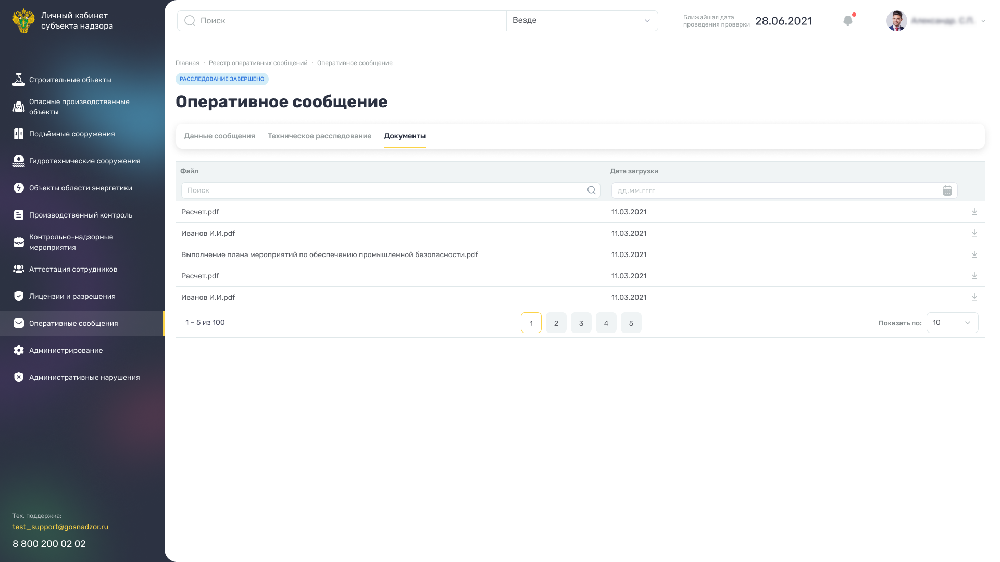 Личный кабинет
субъекта надзора
Поиск
Везде
Ближайшая дата
проведения проверки
28.06.2021
Строительные объекты
Опасные производственные
объекты
Подъёмные сооружения
Гидротехнические сооружения
Объекты области энергетики
Производственный контроль
Контрольно-надзорные
мероприятия
Аттестация сотрудников
Лицензии и разрешения
Оперативные сообщения
Администрирование
Административные нарушения
Тех. поддержка:
test_support@gosnadzor.ru
8 800 200 02 02
Главная · Реестр оперативных сообщений · Оперативное сообщение
РАССЛЕДОВАНИЕ ЗАВЕРШЕНО
Оперативное сообщение
Данные сообщения Техническое расследование Документы
Файл Дата загрузки
Поиск дд.мм.гггг
Расчет.pdf 11.03.2021
Иванов И.И.pdf 11.03.2021
Выполнение плана мероприятий по обеспечению промышленной безопасности.pdf 11.03.2021
Расчет.pdf 11.03.2021
Иванов И.И.pdf 11.03.2021
1 – 5 из 100 1 2 3 4 5 Показать по: 10